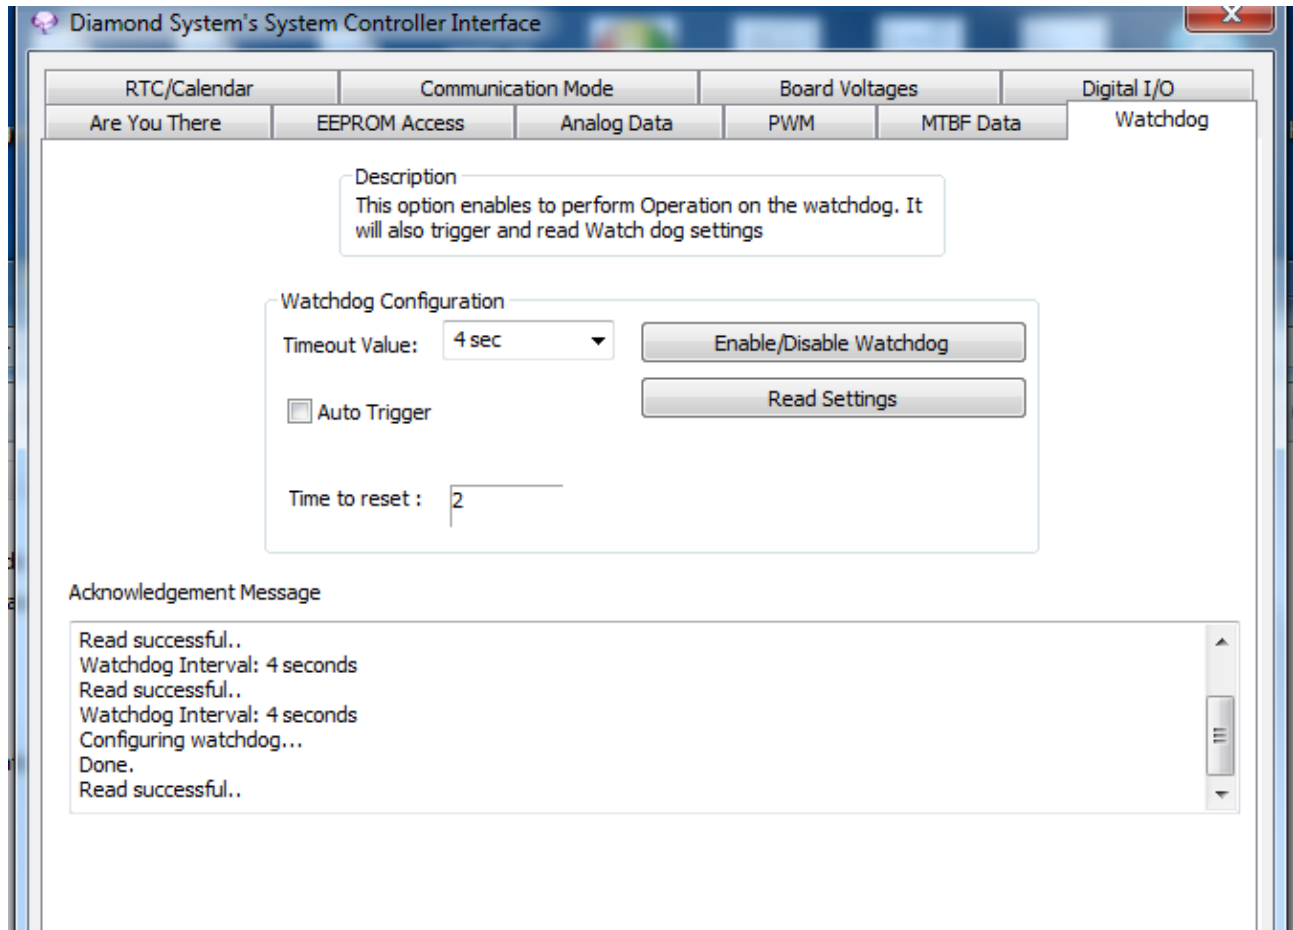 Diamond System's System Controller Interface
X
RTC/Calendar
Communication Mode
Board Voltages
Digital I/O
Are You There
EEPROM Access
Analog Data
PWM
MTBF Data
Watchdog
Description
This option enables to perform Operation on the watchdog. It
will also trigger and read Watch dog settings
Watchdog Configuration
Timeout Value:
4 sec
Enable/Disable Watchdog
Read Settings
Auto Trigger
Time to reset :
2
Acknowledgement Message
Read successful..
Watchdog Interval: 4 seconds
Read successful..
Watchdog Interval: 4 seconds
Configuring watchdog...
Done.
Read successful..